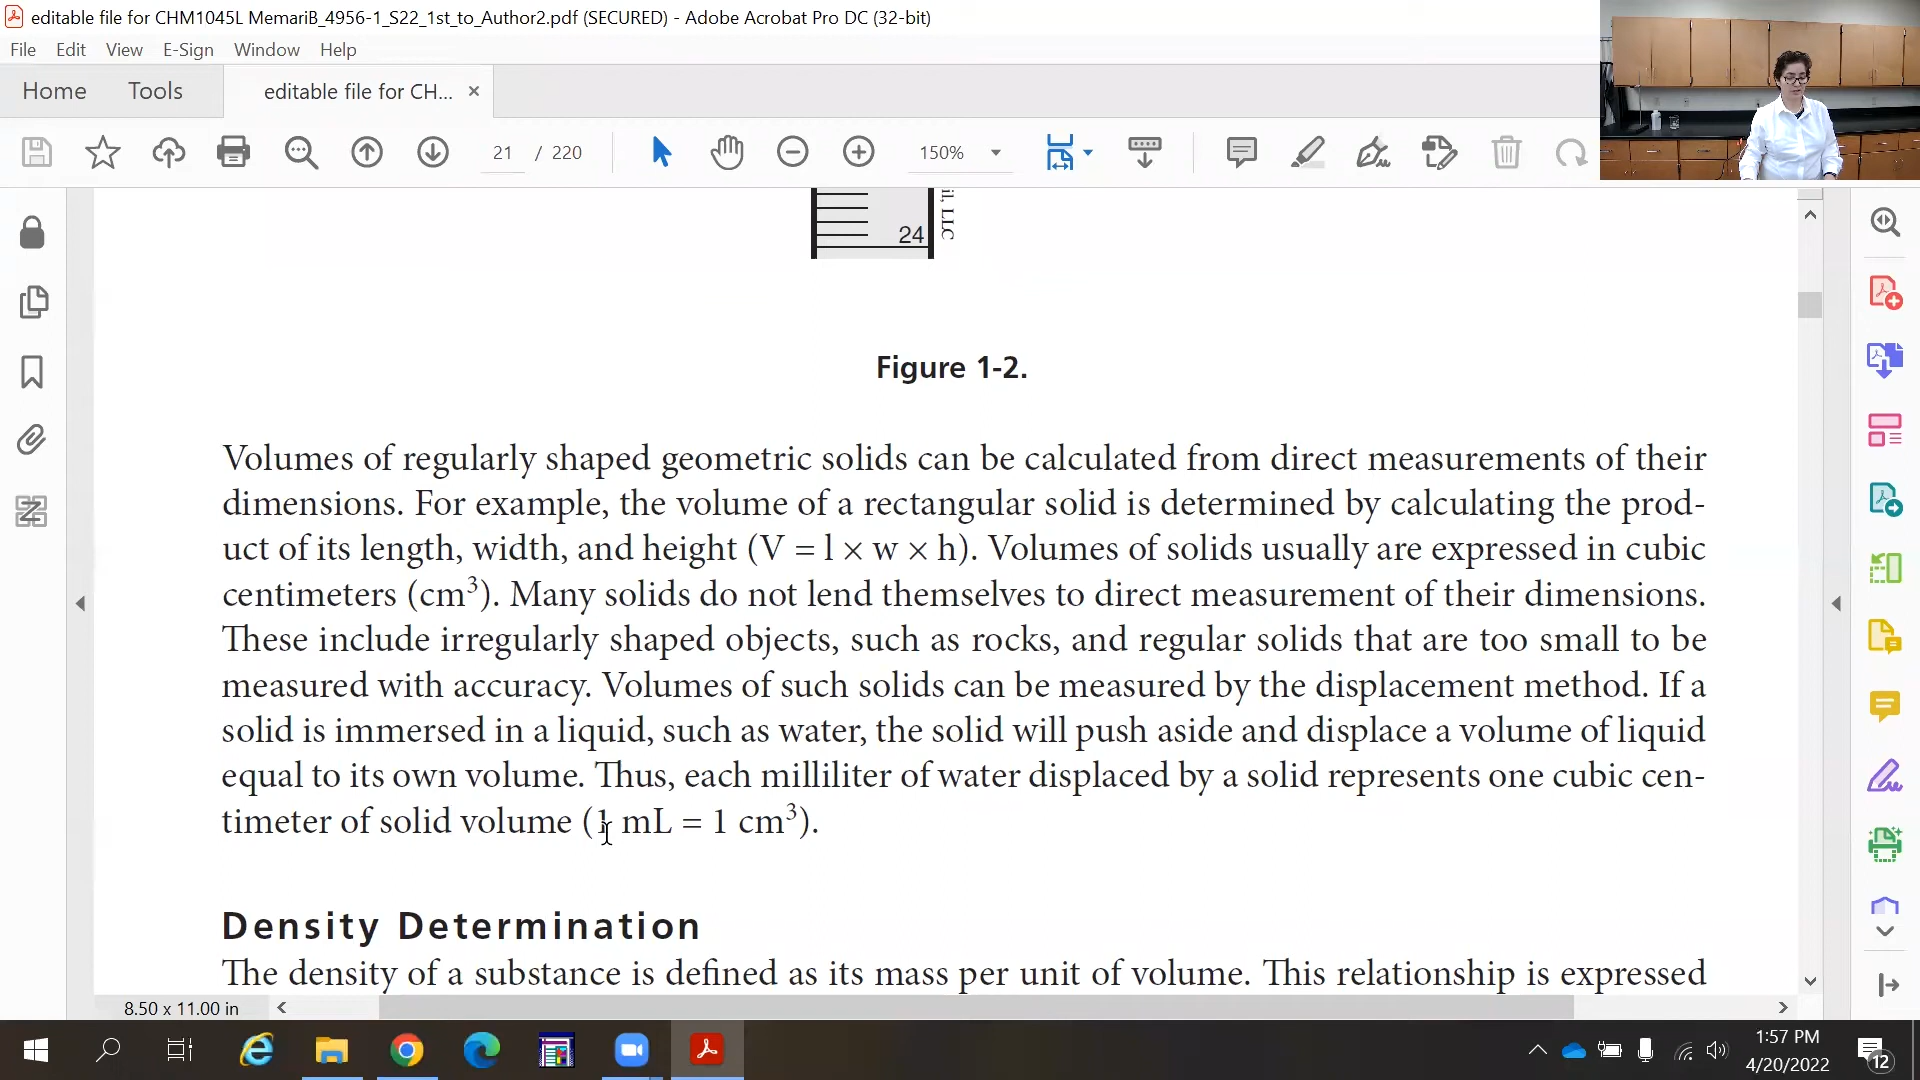 editable file for CHM1045L MemariB_4956-1_S22_1st_to_Author2.pdf (SECURED) - Adobe Acrobat Pro DC (32-bit)
File Edit View E-Sign Window Help
Home Tools editable file for CH... ×
21 / 220 150%
il, LLC
24
Figure 1-2.
Volumes of regularly shaped geometric solids can be calculated from direct measurements of their
dimensions. For example, the volume of a rectangular solid is determined by calculating the prod-
uct of its length, width, and height (V = l × w × h). Volumes of solids usually are expressed in cubic
centimeters (cm³). Many solids do not lend themselves to direct measurement of their dimensions.
These include irregularly shaped objects, such as rocks, and regular solids that are too small to be
measured with accuracy. Volumes of such solids can be measured by the displacement method. If a
solid is immersed in a liquid, such as water, the solid will push aside and displace a volume of liquid
equal to its own volume. Thus, each milliliter of water displaced by a solid represents one cubic cen-
timeter of solid volume (1 mL = 1 cm³).
Density Determination
The density of a substance is defined as its mass per unit of volume. This relationship is expressed
8.50 x 11.00 in
1:57 PM
4/20/2022
12